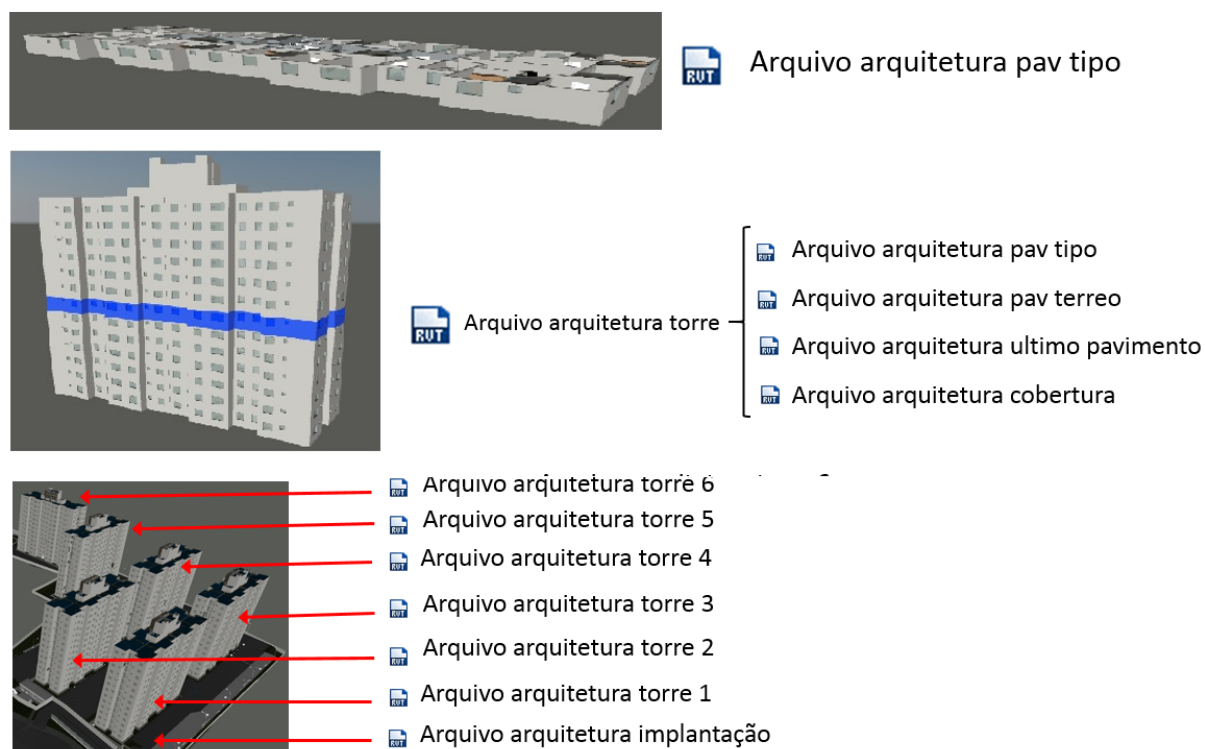 RVT Arquivo arquitetura pav tipo
RVT Arquivo arquitetura torre
RVT Arquivo arquitetura pav tipo
RVT Arquivo arquitetura pav terreo
RVT Arquivo arquitetura ultimo pavimento
RVT Arquivo arquitetura cobertura
RVT Arquivo arquitetura torre 6
RVT Arquivo arquitetura torre 5
RVT Arquivo arquitetura torre 4
RVT Arquivo arquitetura torre 3
RVT Arquivo arquitetura torre 2
RVT Arquivo arquitetura torre 1
RVT Arquivo arquitetura implantação